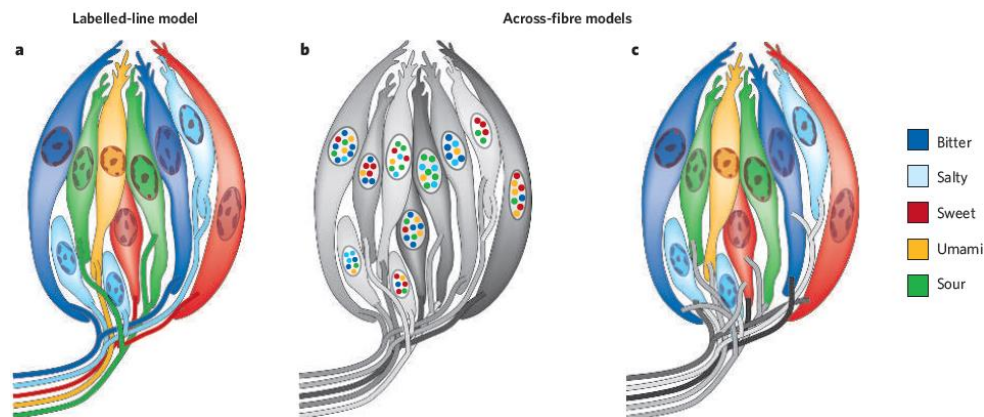 Labelled-line model
Across-fibre models
a
b
c
Bitter
Salty
Sweet
Umami
Sour